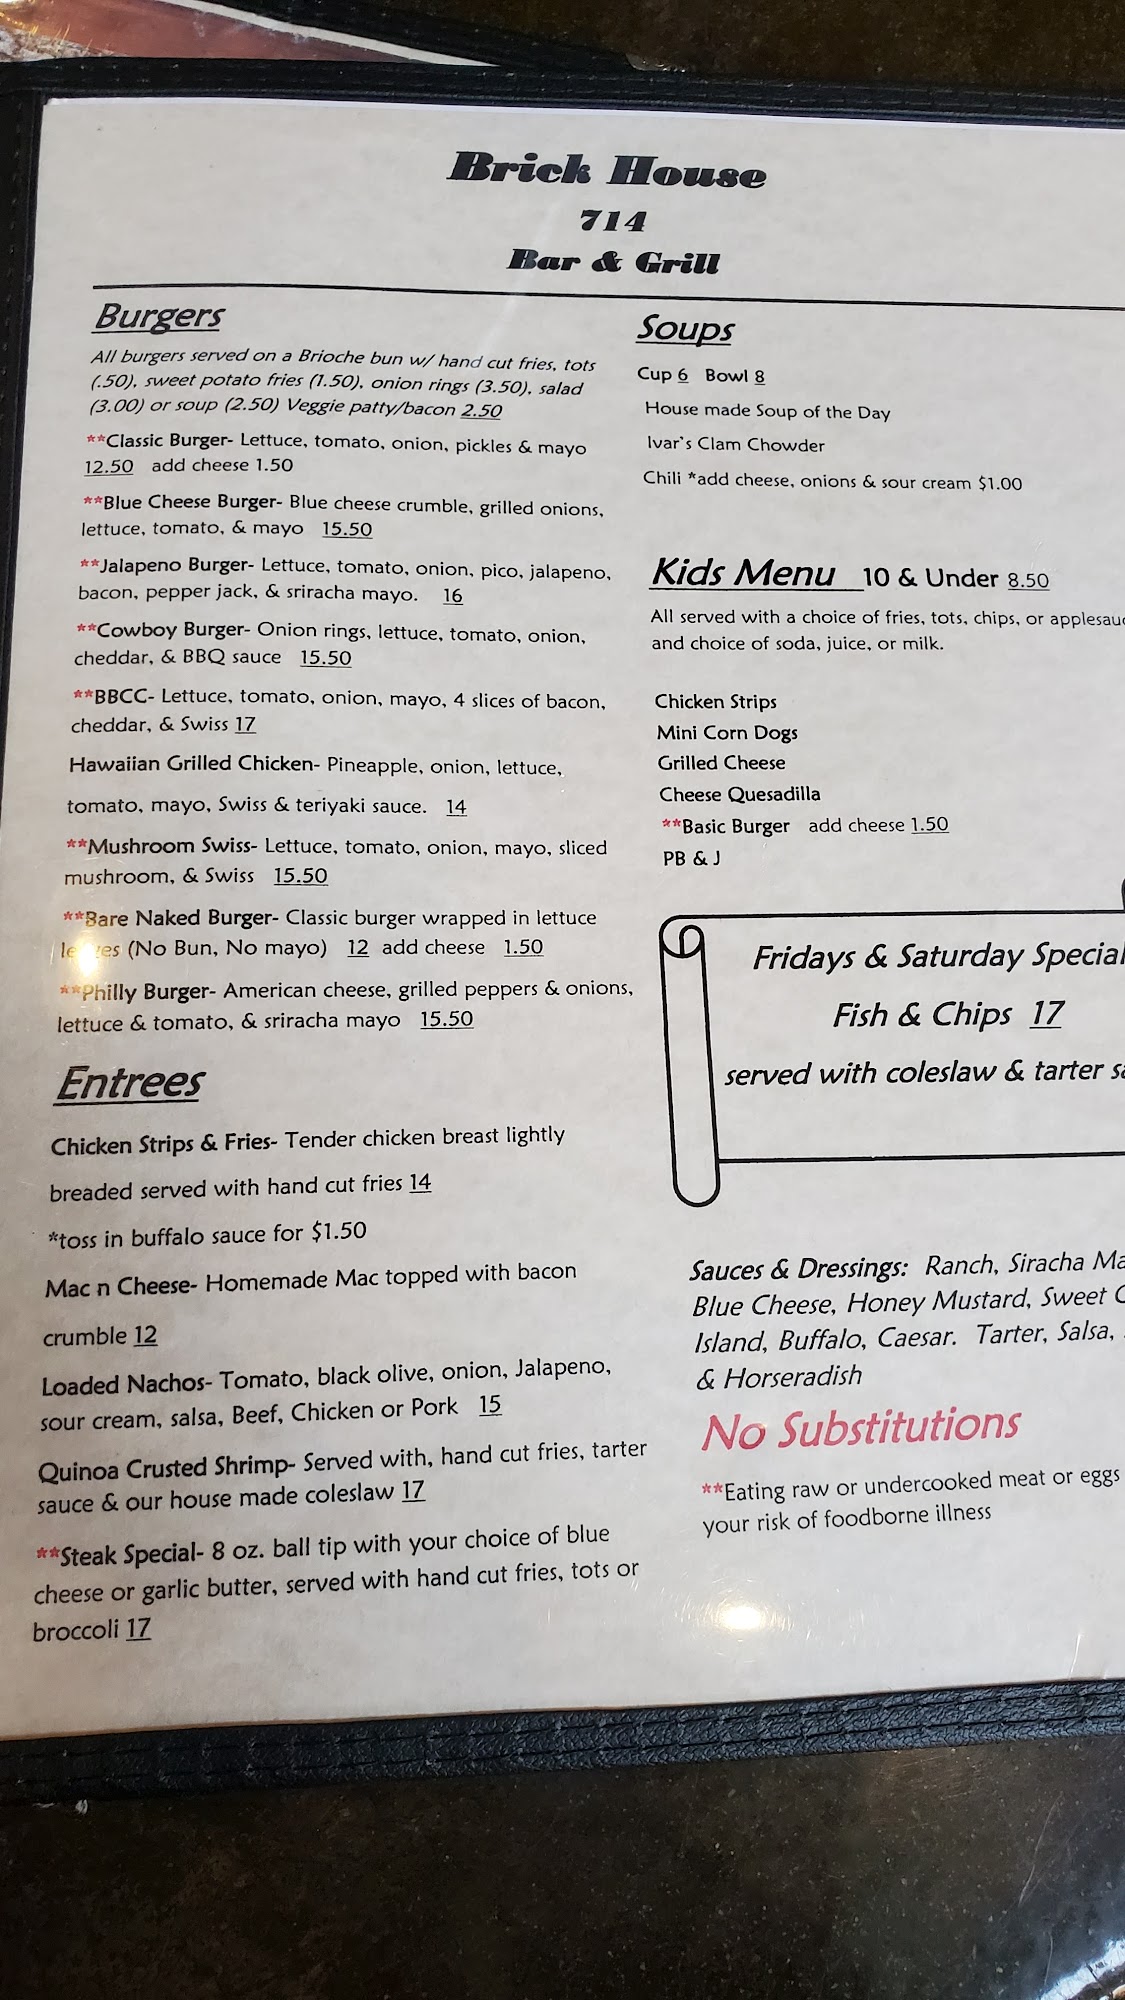 Brick House
714
Bar & Grill
Burgers
All burgers served on a Brioche bun w/ hand cut fries, tots
(.50), sweet potato fries (1.50), onion rings (3.50), salad
(3.00) or soup (2.50) Veggie patty/bacon 2.50
**Classic Burger- Lettuce, tomato, onion, pickles & mayo
12.50 add cheese 1.50
**Blue Cheese Burger- Blue cheese crumble, grilled onions,
lettuce, tomato, & mayo 15.50
**Jalapeno Burger- Lettuce, tomato, onion, pico, jalapeno,
bacon, pepper jack, & sriracha mayo. 16
**Cowboy Burger- Onion rings, lettuce, tomato, onion,
cheddar, & BBQ sauce 15.50
**BBCC- Lettuce, tomato, onion, mayo, 4 slices of bacon,
cheddar, & Swiss 17
Hawaiian Grilled Chicken- Pineapple, onion, lettuce,
tomato, mayo, Swiss & teriyaki sauce. 14
**Mushroom Swiss- Lettuce, tomato, onion, mayo, sliced
mushroom, & Swiss 15.50
**Bare Naked Burger- Classic burger wrapped in lettuce
leaves (No Bun, No mayo) 12 add cheese 1.50
**Philly Burger- American cheese, grilled peppers & onions,
lettuce & tomato, & sriracha mayo 15.50
Entrees
Chicken Strips & Fries- Tender chicken breast lightly
breaded served with hand cut fries 14
*toss in buffalo sauce for $1.50
Mac n Cheese- Homemade Mac topped with bacon
crumble 12
Loaded Nachos- Tomato, black olive, onion, Jalapeno,
sour cream, salsa, Beef, Chicken or Pork 15
Quinoa Crusted Shrimp- Served with, hand cut fries, tarter
sauce & our house made coleslaw 17
**Steak Special- 8 oz. ball tip with your choice of blue
cheese or garlic butter, served with hand cut fries, tots or
broccoli 17
Soups
Cup 6 Bowl 8
House made Soup of the Day
Ivar's Clam Chowder
Chili *add cheese, onions & sour cream $1.00
Kids Menu 10 & Under 8.50
All served with a choice of fries, tots, chips, or applesauc
and choice of soda, juice, or milk.
Chicken Strips
Mini Corn Dogs
Grilled Cheese
Cheese Quesadilla
**Basic Burger add cheese 1.50
PB & J
Fridays & Saturday Special
Fish & Chips 17
served with coleslaw & tarter
Sauces & Dressings: Ranch, Siracha
Blue Cheese, Honey Mustard, Sweet
Island, Buffalo, Caesar. Tarter, Salsa,
& Horseradish
No Substitutions
**Eating raw or undercooked meat or eggs
your risk of foodborne illness